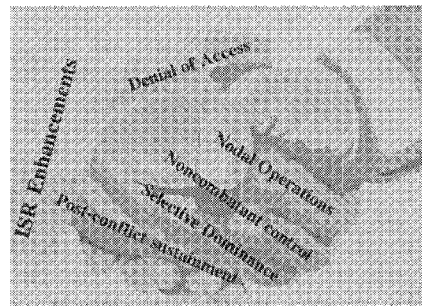 Denial of Access
ISR Enhancements
Nodal Operations
Noncombatant control
Selective Dominance
Post-conflict sustainment